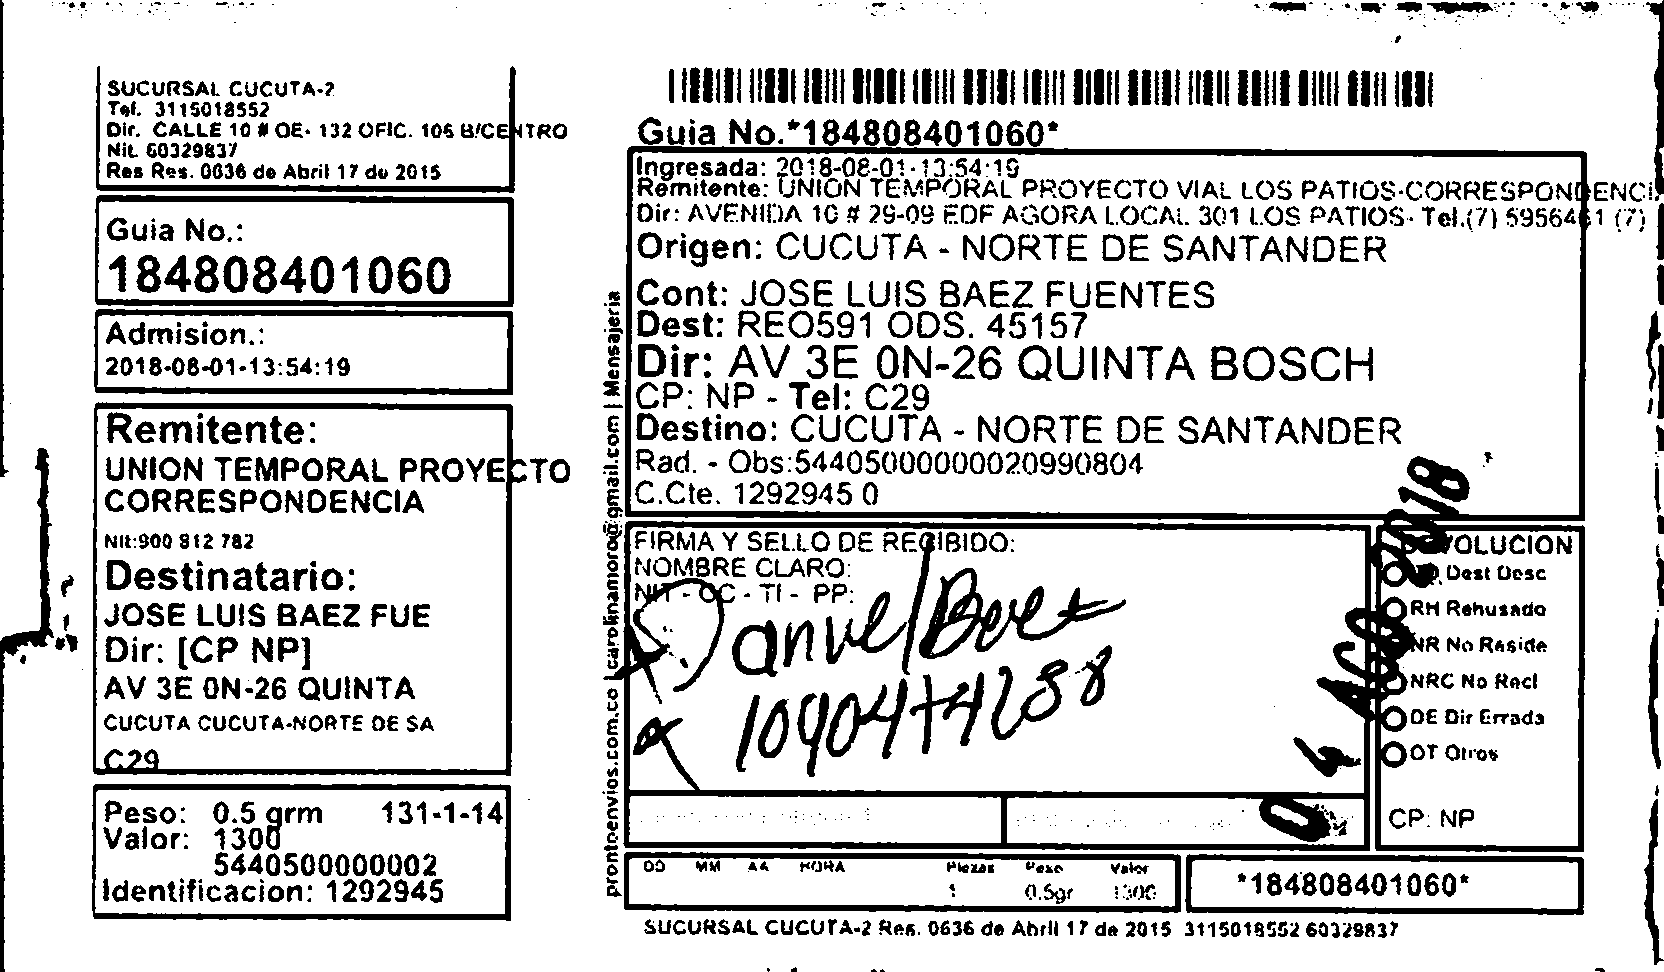 SUCURSAL CUCUTA-2
Tel. 3115018552
Dir. CALLE 10 # OE- 132 OFIC. 106 B/CENTRO
Nit. 60329837
Res Res. 0636 de Abril 17 de 2015
Guia No.:
184808401060
Admision.:
2018-08-01-13:54:19
Remitente:
UNION TEMPORAL PROYECTO
CORRESPONDENCIA
Nit:900 812 782
Destinatario:
JOSE LUIS BAEZ FUE
Dir: [CP NP]
AV 3E 0N-26 QUINTA
CUCUTA CUCUTA-NORTE DE SA
C29
Peso: 0.5 grm 131-1-14
Valor: 1300
5440500000002
Identificacion: 1292945
Guia No.*184808401060*
Ingresada: 2018-08-01-13:54:19
Remitente: UNION TEMPORAL PROYECTO VIAL LOS PATIOS-CORRESPONDENCI
Dir: AVENIDA 10 # 29-09 EDF AGORA LOCAL 301 LOS PATIOS- Tel.(7) 5956461 (7)
Origen: CUCUTA - NORTE DE SANTANDER
Cont: JOSE LUIS BAEZ FUENTES
Dest: REO591 ODS. 45157
Dir: AV 3E 0N-26 QUINTA BOSCH
CP: NP - Tel: C29
Destino: CUCUTA - NORTE DE SANTANDER
Rad. - Obs:54405000000020990804
C.Cte. 1292945 0
prontoenvios.com.co | carolinamoro@gmail.com | Mensajeria
FIRMA Y SELLO DE RECIBIDO:
NOMBRE CLARO:
NIT - CC - TI - PP:
04 AGO 2018
Dest Desc
RH Rehusado
NR No Reside
NRC No Recl
DE Dir Errada
OT Otros
CP: NP
DD MM AA HORA Piezas Peso Valor
1 0.5gr 1300
*184808401060*
SUCURSAL CUCUTA-2 Res. 0636 de Abril 17 de 2015 3115018552 60329837